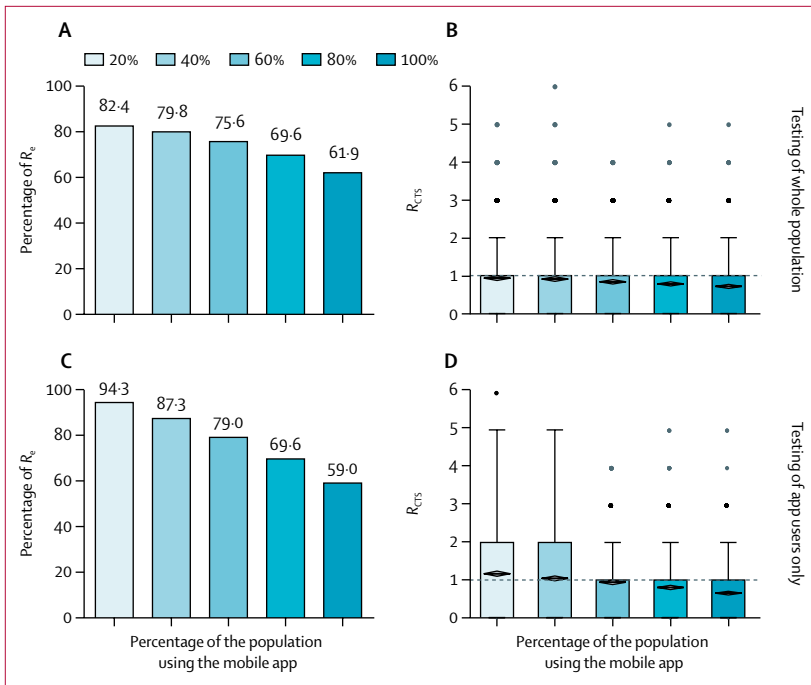 A
B
20% 40% 60% 80% 100%
100
80
60
40
20
0
Percentage of Rₑ
82·4
79·8
75·6
69·6
61·9
6
5
4
3
2
1
0
R_CTS
Testing of whole population
C
D
100
80
60
40
20
0
Percentage of Rₑ
94·3
87·3
79·0
69·6
59·0
Percentage of the population
using the mobile app
6
5
4
3
2
1
0
R_CTS
Percentage of the population
using the mobile app
Testing of app users only